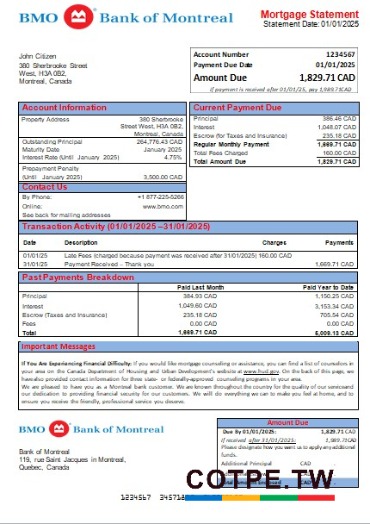 BMO Bank of Montreal
Mortgage Statement
Statement Date: 01/01/2025
John Citizen
380 Sherbrooke Street
West, H3A 0B2,
Montreal, Canada
Account Number 1234567
Payment Due Date 01/01/2025
Amount Due 1,829.71 CAD
If payment is received after 01/01/25, pay 1,989.71CAD
Account Information
Property Address 380 Sherbrooke
Street West, H3A 0B2,
Montreal, Canada
Outstanding Principal 264,776.43 CAD
Maturity Date January 2025
Interest Rate (Until January 2025) 4.75%
Prepayment Penalty
(Until January 2025) 3,500.00 CAD
Contact Us
By Phone: +1 877-225-5266
Online: www.bmo.com
See back for mailing addresses
Current Payment Due
Principal 386.46 CAD
Interest 1,048.07 CAD
Escrow (for Taxes and Insurance) 235.18 CAD
Regular Monthly Payment 1,669.71 CAD
Total Fees Charged 160.00 CAD
Total Amount Due 1,829.71 CAD
Transaction Activity (01/01/2025 –31/01/2025)
Date Description Charges Payments
01/01/25 Late Fees (charged because payment was received after 31/01/2025) 160.00 CAD
31/01/25 Payment Received – Thank you 1,669.71 CAD
Past Payments Breakdown
Paid Last Month Paid Year to Date
Principal 384.93 CAD 1,150.25 CAD
Interest 1,049.60 CAD 3,153.34 CAD
Escrow (Taxes and Insurance) 235.18 CAD 705.54 CAD
Fees 0.00 CAD 0.00 CAD
Total 1,669.71 CAD 5,009.13 CAD
Important Messages
If You Are Experiencing Financial Difficulty: If you would like mortgage counseling or assistance, you can find a list of counselors in
your area on the Canada Department of Housing and Urban Development's website at www.hud.gov. On the back of this page, we
have also provided contact information for three state- or federally-approved counseling programs in your area.
We are pleased to have you as a Montreal bank customer. We are known throughout the country for the quality of our service and
our dedication to providing financial security for our customers. We will do everything we can to make you feel at home, and to
ensure you receive the friendly, professional service you deserve.
BMO Bank of Montreal
Bank of Montreal
119, rue Saint Jacques in Montreal,
Quebec, Canada
Amount Due
Due By 01/01/2025: 1,829.71 CAD
If received after 01/01/25: 1,989.71CAD
Please designate how you want us to apply any additional
funds.
Additional Principal CAD
CAD
COTPE.TW
1234567